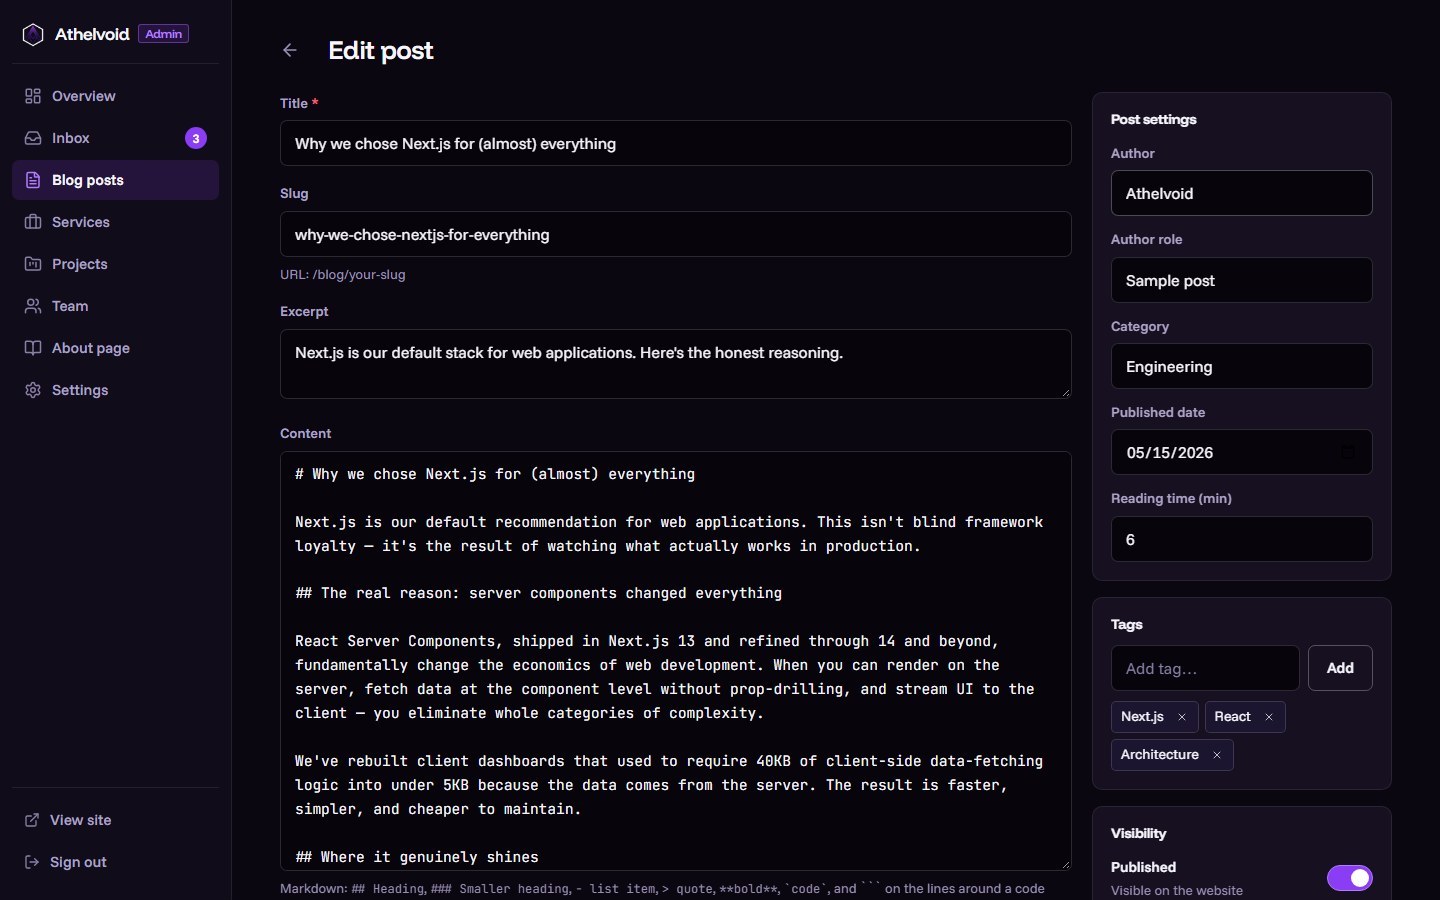 Athelvoid Admin
Overview
Inbox 3
Blog posts
Services
Projects
Team
About page
Settings
View site
Sign out
Edit post
Title *
Why we chose Next.js for (almost) everything
Slug
why-we-chose-nextjs-for-everything
URL: /blog/your-slug
Excerpt
Next.js is our default stack for web applications. Here's the honest reasoning.
Content
# Why we chose Next.js for (almost) everything
Next.js is our default recommendation for web applications. This isn't blind framework
loyalty — it's the result of watching what actually works in production.
## The real reason: server components changed everything
React Server Components, shipped in Next.js 13 and refined through 14 and beyond,
fundamentally change the economics of web development. When you can render on the
server, fetch data at the component level without prop-drilling, and stream UI to the
client — you eliminate whole categories of complexity.
We've rebuilt client dashboards that used to require 40KB of client-side data-fetching
logic into under 5KB because the data comes from the server. The result is faster,
simpler, and cheaper to maintain.
## Where it genuinely shines
Markdown: ## Heading, ### Smaller heading, - list item, > quote, **bold**, `code`, and ``` on the lines around a code
Post settings
Author
Athelvoid
Author role
Sample post
Category
Engineering
Published date
05/15/2026
Reading time (min)
6
Tags
Add tag...
Add
Next.js ×
React ×
Architecture ×
Visibility
Published
Visible on the website